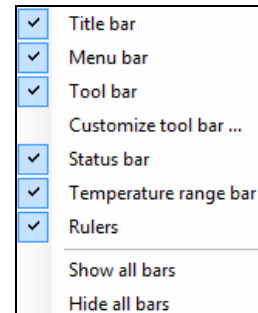 Title bar
Menu bar
Tool bar
Customize tool bar ...
Status bar
Temperature range bar
Rulers
Show all bars
Hide all bars